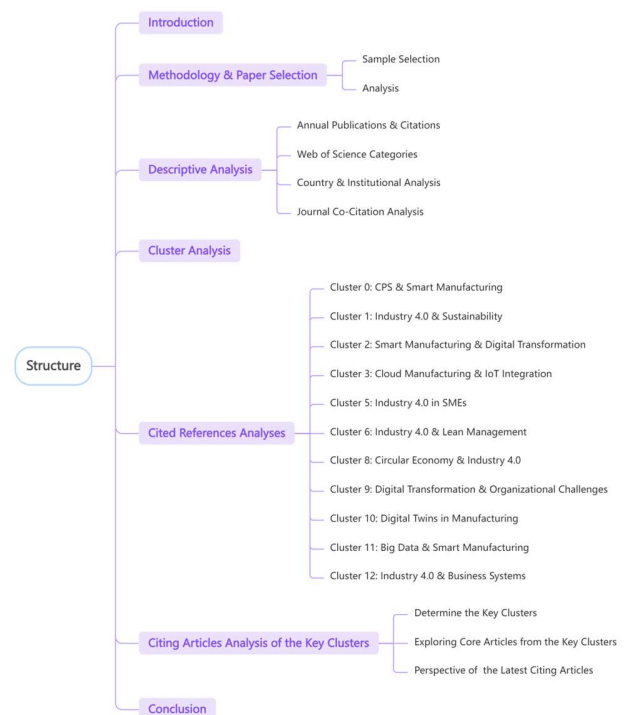 Structure
Introduction
Methodology & Paper Selection
Sample Selection
Analysis
Descriptive Analysis
Annual Publications & Citations
Web of Science Categories
Country & Institutional Analysis
Journal Co-Citation Analysis
Cluster Analysis
Cited References Analyses
Cluster 0: CPS & Smart Manufacturing
Cluster 1: Industry 4.0 & Sustainability
Cluster 2: Smart Manufacturing & Digital Transformation
Cluster 3: Cloud Manufacturing & IoT Integration
Cluster 5: Industry 4.0 in SMEs
Cluster 6: Industry 4.0 & Lean Management
Cluster 8: Circular Economy & Industry 4.0
Cluster 9: Digital Transformation & Organizational Challenges
Cluster 10: Digital Twins in Manufacturing
Cluster 11: Big Data & Smart Manufacturing
Cluster 12: Industry 4.0 & Business Systems
Citing Articles Analysis of the Key Clusters
Determine the Key Clusters
Exploring Core Articles from the Key Clusters
Perspective of the Latest Citing Articles
Conclusion